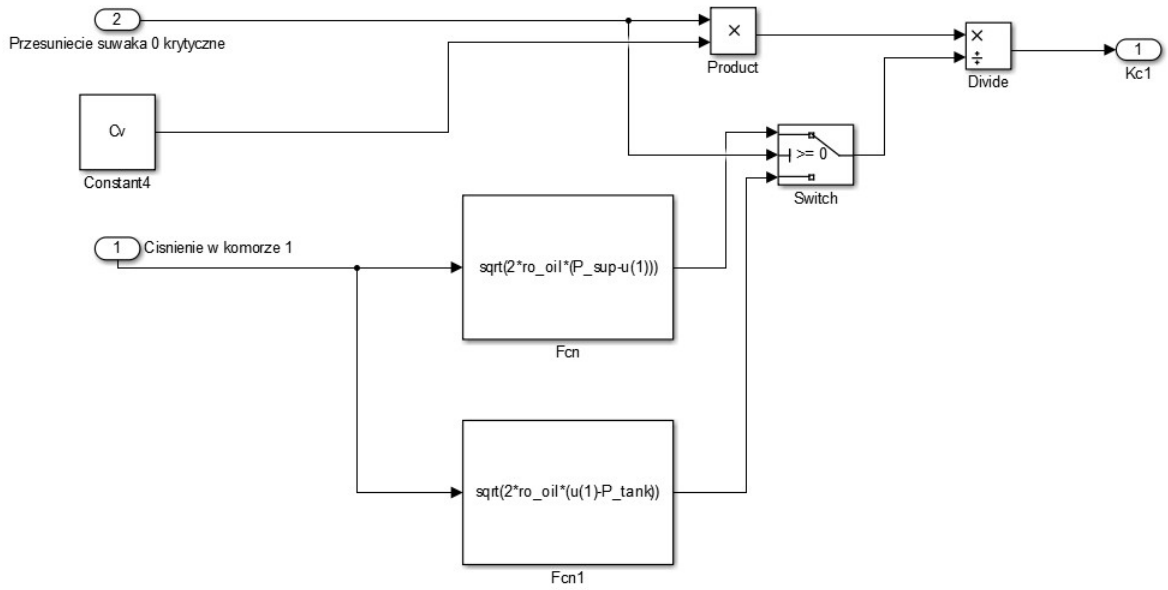 2
Przesuniecie suwaka 0 krytyczne
×
Product
×
÷
Divide
1
Kc1
Cv
Constant4
>= 0
Switch
1
Cisnienie w komorze 1
sqrt(2*ro_oil*(P_sup-u(1)))
Fcn
sqrt(2*ro_oil*(u(1)-P_tank))
Fcn1